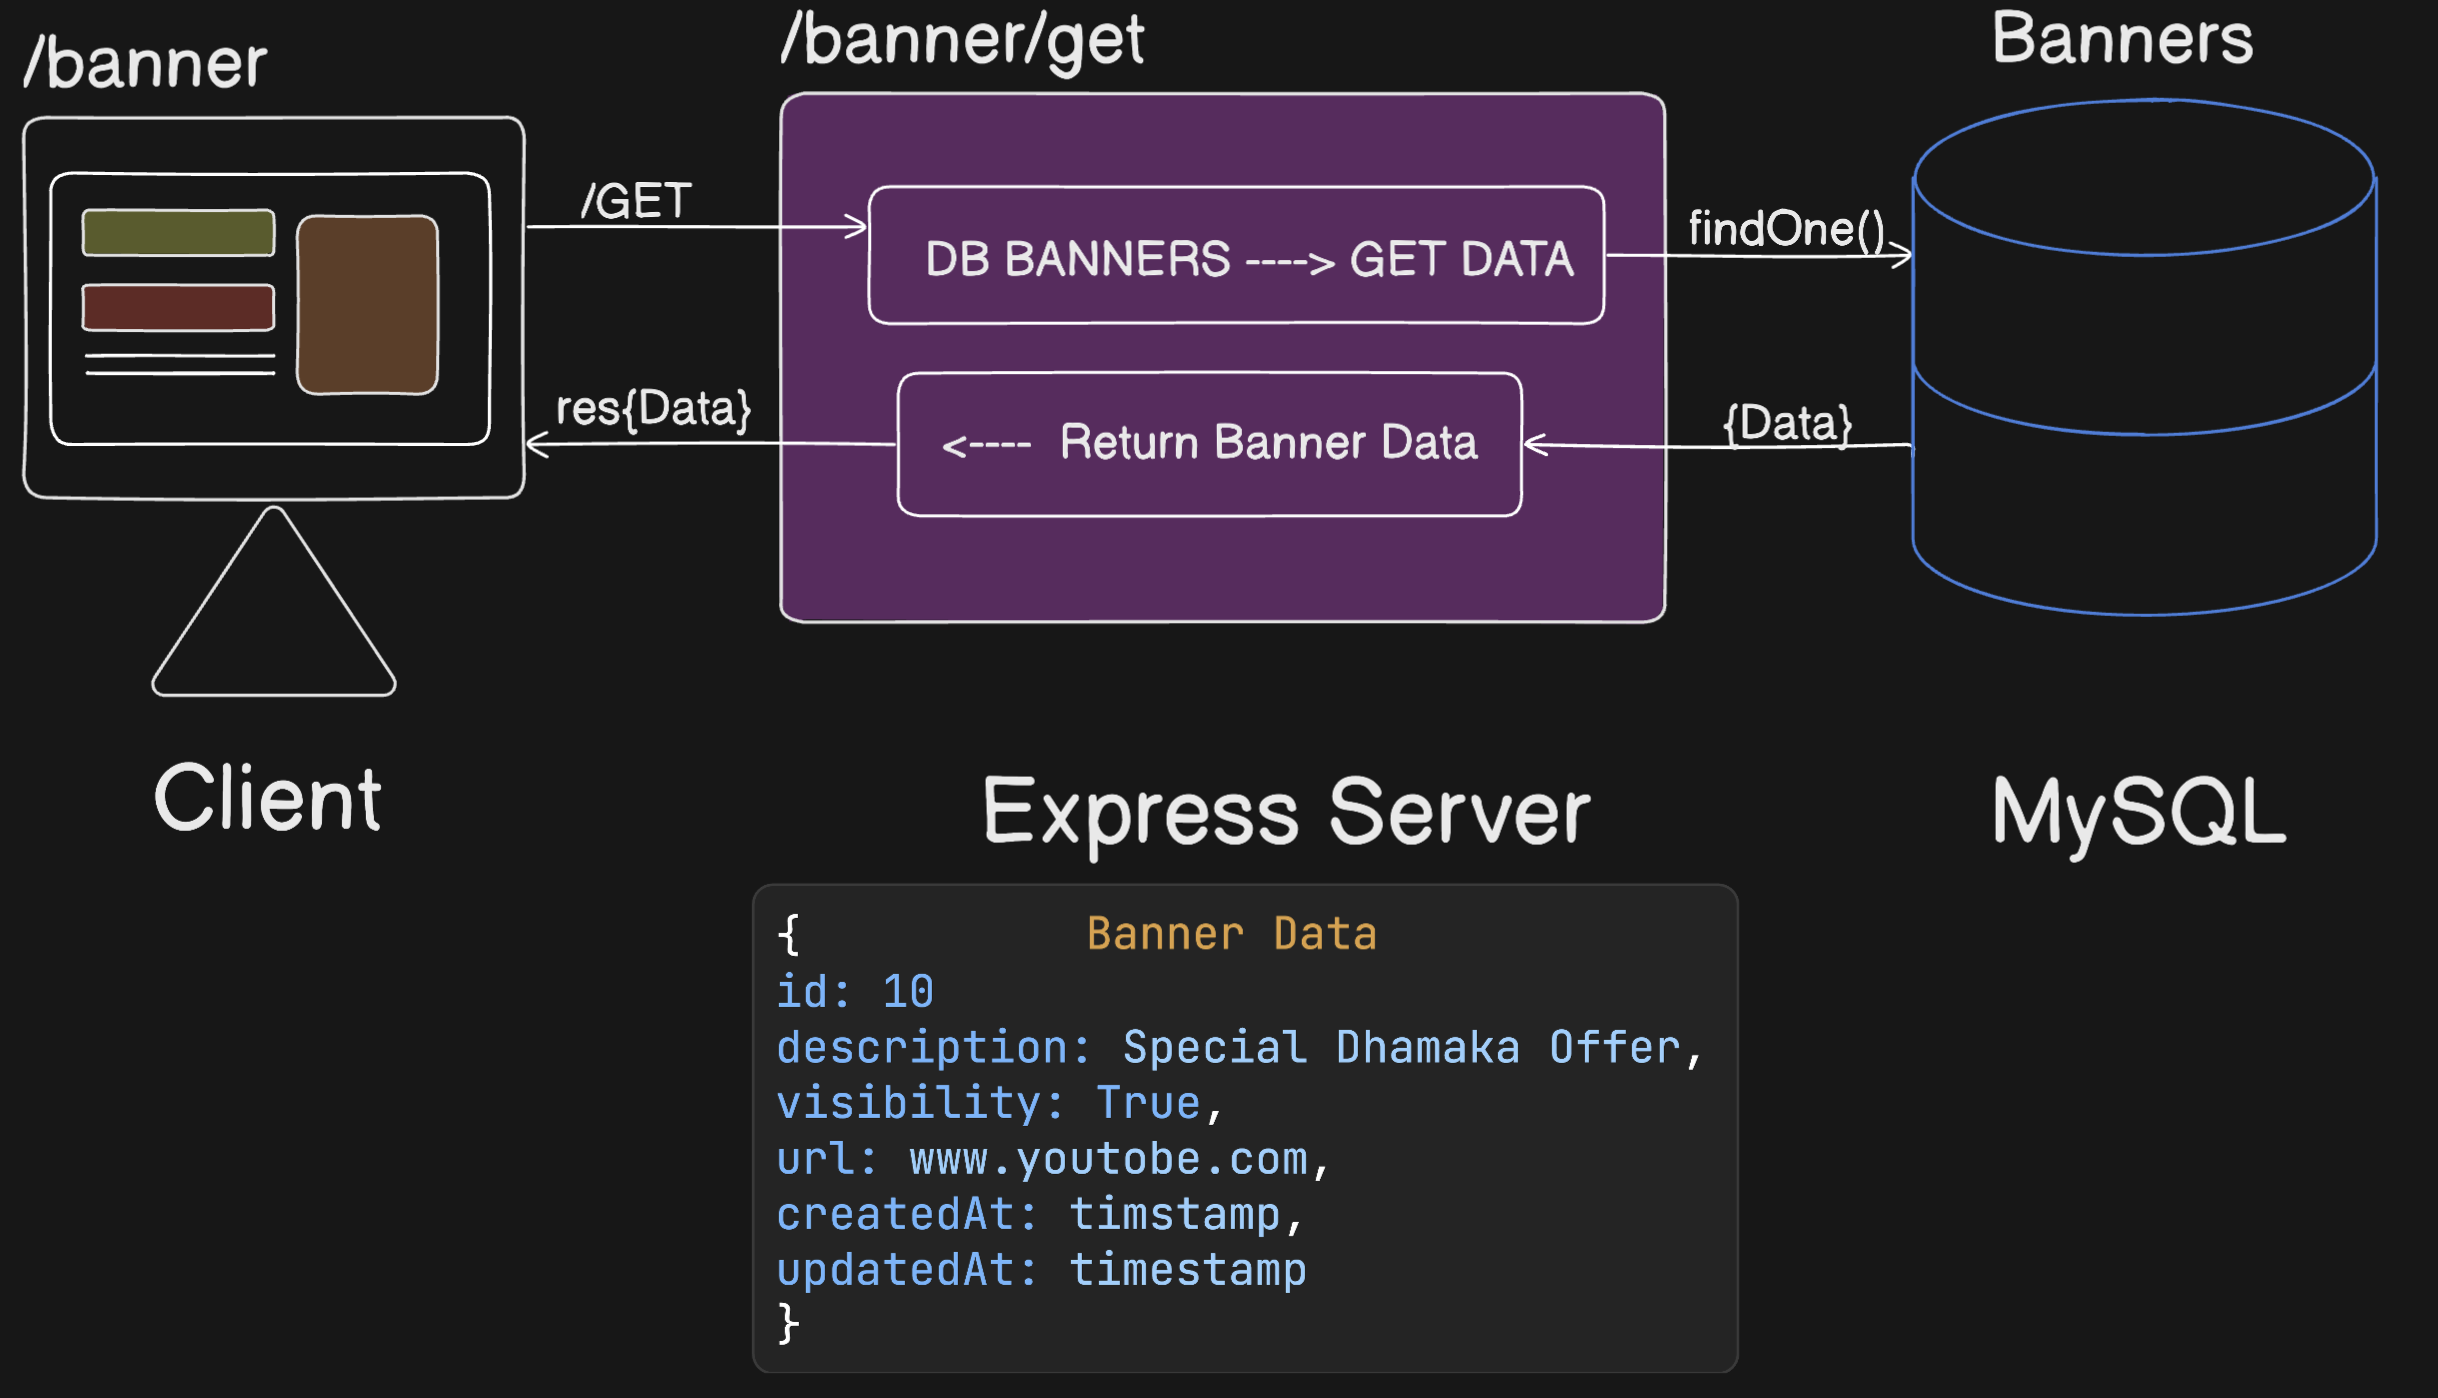 /banner
/banner/get
Banners
/GET
DB BANNERS ----> GET DATA
findOne()
res{Data}
<---- Return Banner Data
{Data}
Client
Express Server
MySQL
{ Banner Data
id: 10
description: Special Dhamaka Offer,
visibility: True,
url: www.youtobe.com,
createdAt: timstamp,
updatedAt: timestamp
}